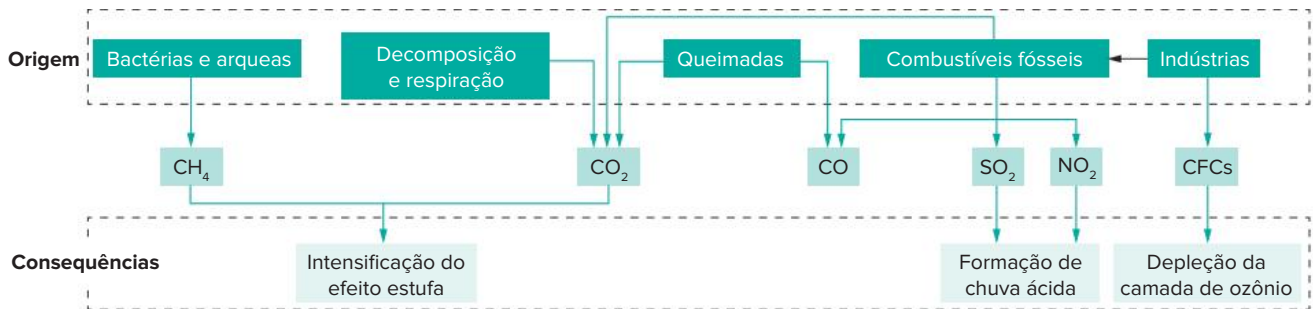 Origem
Bactérias e arqueas
Decomposição
e respiração
Queimadas
Combustíveis fósseis
Indústrias
CH₄
CO₂
CO
SO₂
NO₂
CFCs
Consequências
Intensificação do
efeito estufa
Formação de
chuva ácida
Depleção da
camada de ozônio